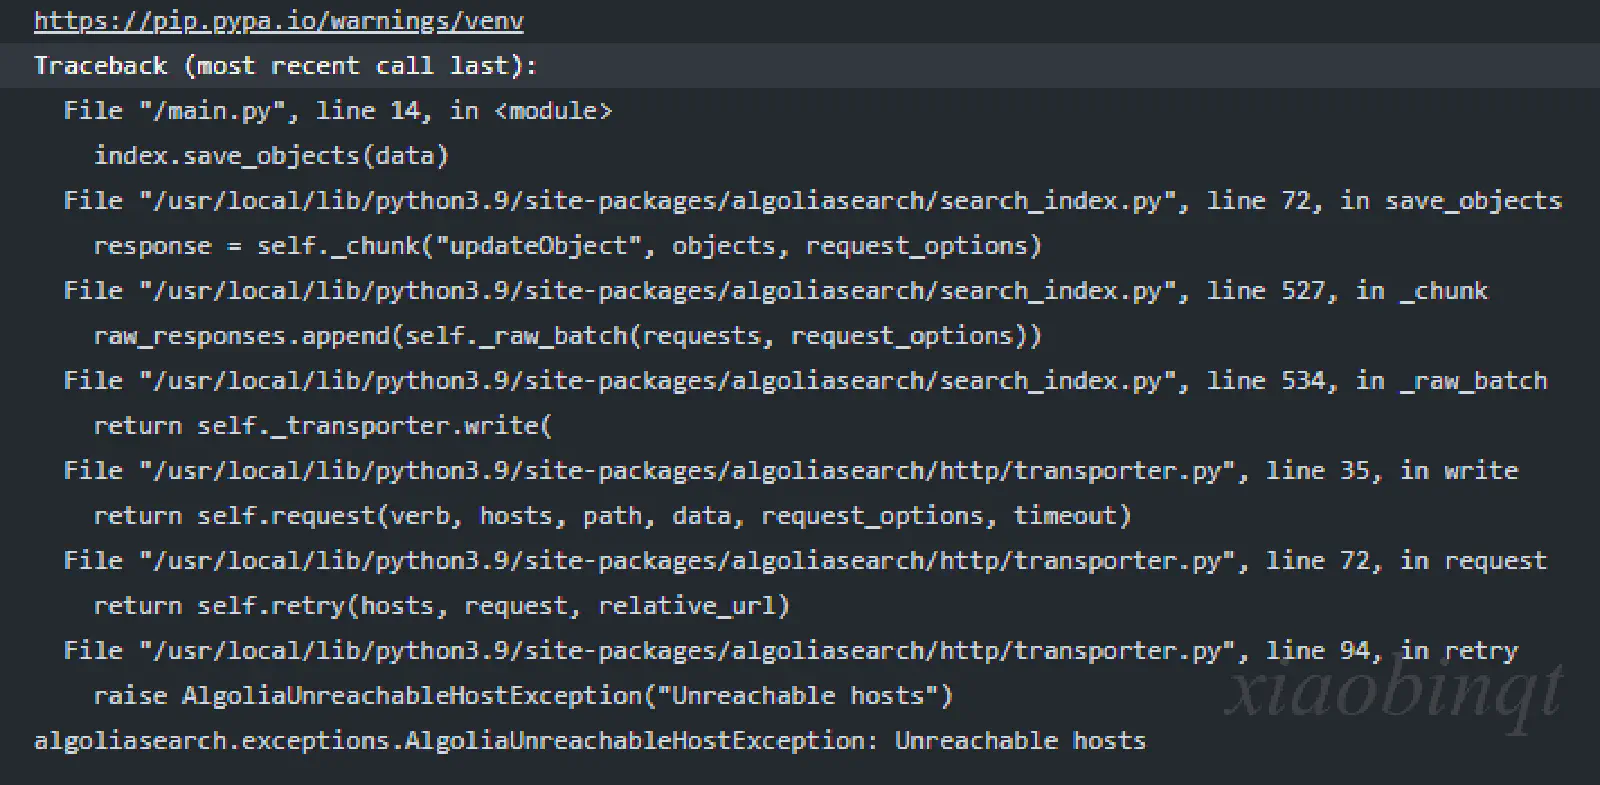 https://pip.pypa.io/warnings/venv
Traceback (most recent call last):
  File "/main.py", line 14, in <module>
    index.save_objects(data)
  File "/usr/local/lib/python3.9/site-packages/algoliasearch/search_index.py", line 72, in save_objects
    response = self._chunk("updateObject", objects, request_options)
  File "/usr/local/lib/python3.9/site-packages/algoliasearch/search_index.py", line 527, in _chunk
    raw_responses.append(self._raw_batch(requests, request_options))
  File "/usr/local/lib/python3.9/site-packages/algoliasearch/search_index.py", line 534, in _raw_batch
    return self._transporter.write(
  File "/usr/local/lib/python3.9/site-packages/algoliasearch/http/transporter.py", line 35, in write
    return self.request(verb, hosts, path, data, request_options, timeout)
  File "/usr/local/lib/python3.9/site-packages/algoliasearch/http/transporter.py", line 72, in request
    return self.retry(hosts, request, relative_url)
  File "/usr/local/lib/python3.9/site-packages/algoliasearch/http/transporter.py", line 94, in retry
    raise AlgoliaUnreachableHostException("Unreachable hosts")
xiaobinqt
algoliasearch.exceptions.AlgoliaUnreachableHostException: Unreachable hosts